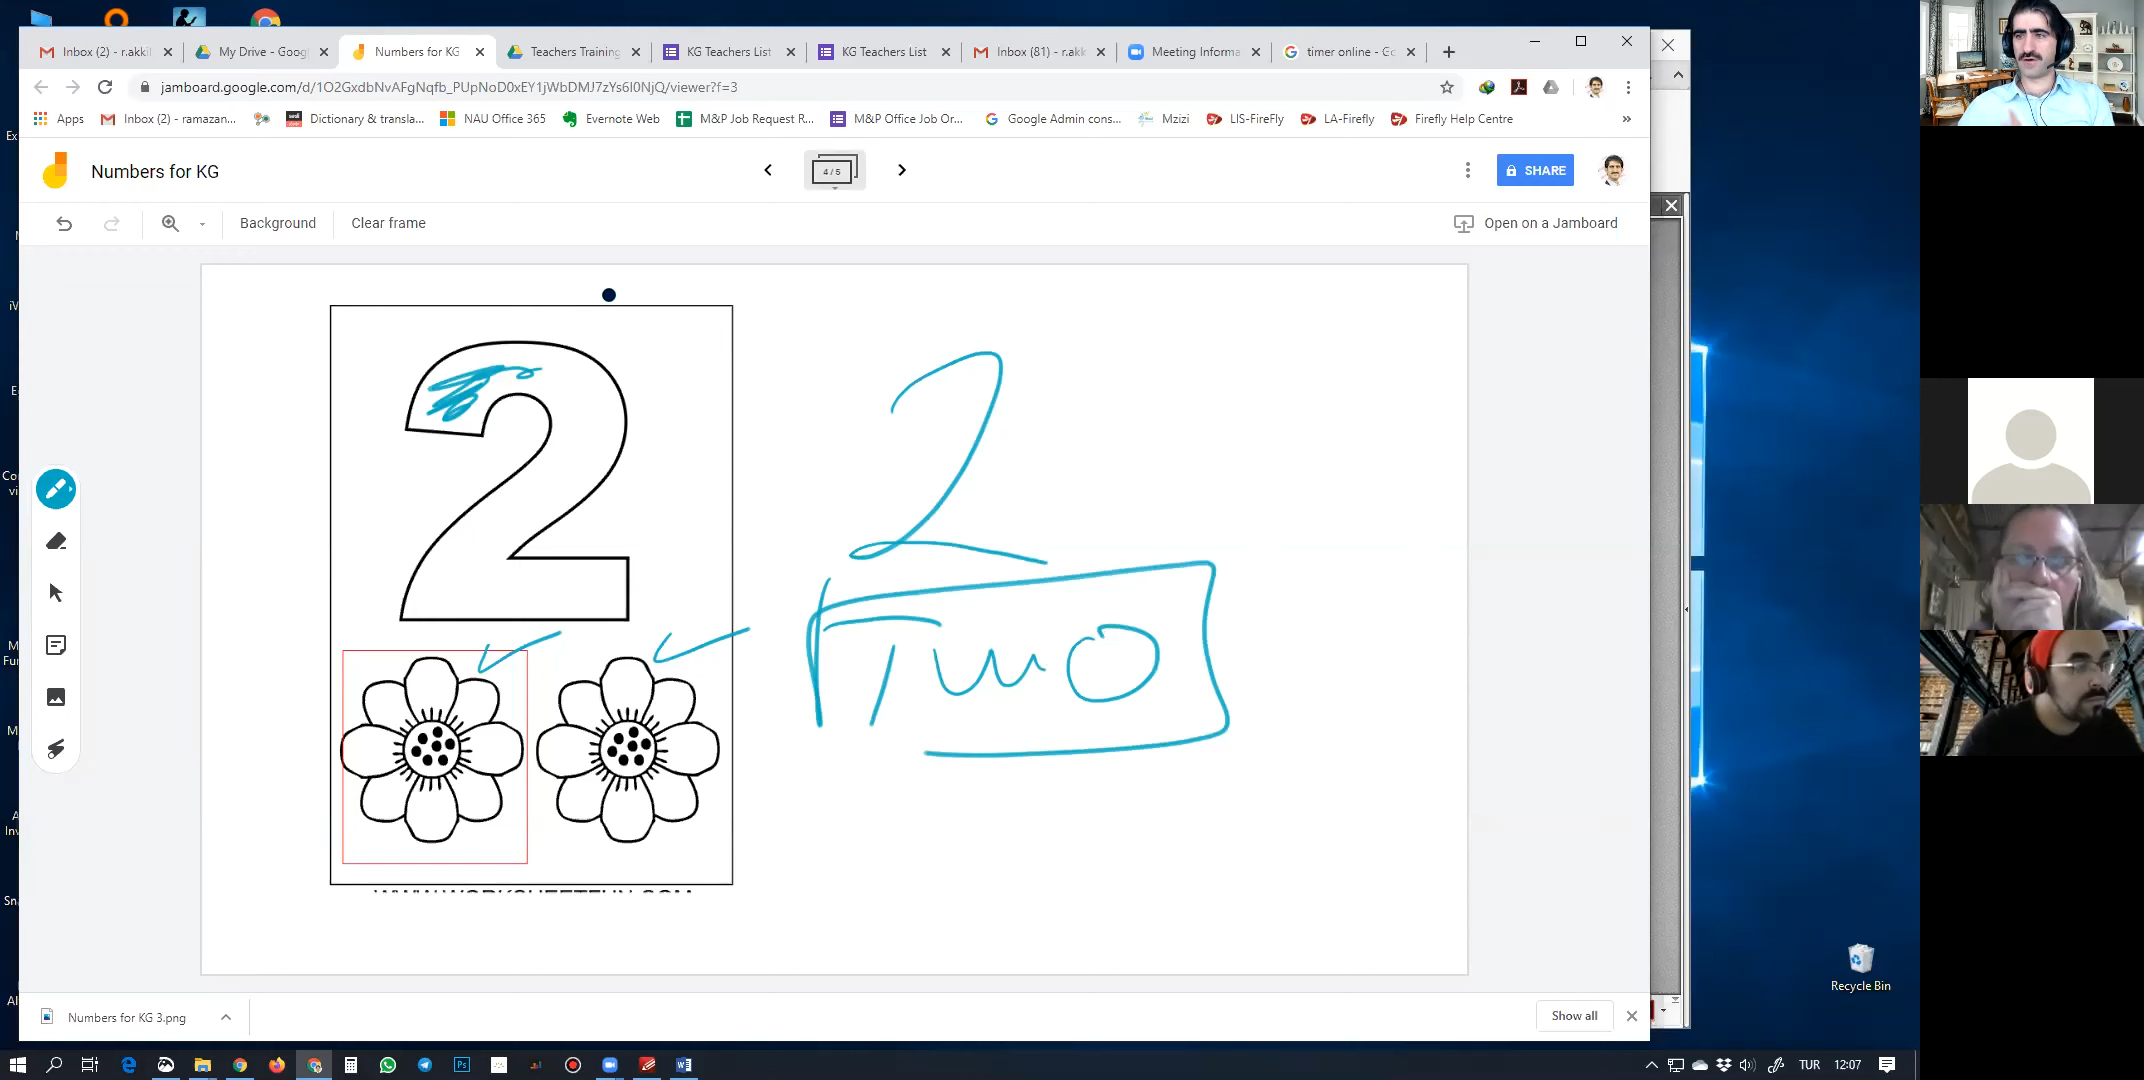 Inbox (2) - r.akkil
My Drive - Goog
Numbers for KG
Teachers Training
KG Teachers List
KG Teachers List
Inbox (81) - r.akk
Meeting Informa
timer online - Go
jamboard.google.com/d/1O2GxdbNvAFgNqfb_PUpNoD0xEY1jWbDMJ7zYs6I0NjQ/viewer?f=3
Apps
Inbox (2) - ramazan...
Dictionary & transla...
NAU Office 365
Evernote Web
M&P Job Request R...
M&P Office Job Or...
Google Admin cons...
Mzizi
LIS-FireFly
LA-Firefly
Firefly Help Centre
Numbers for KG
4 / 5
SHARE
Background
Clear frame
Open on a Jamboard
2
2
Two
WWW.WORKSHEETFUN.COM
Numbers for KG 3.png
Show all
Recycle Bin
TUR
12:07